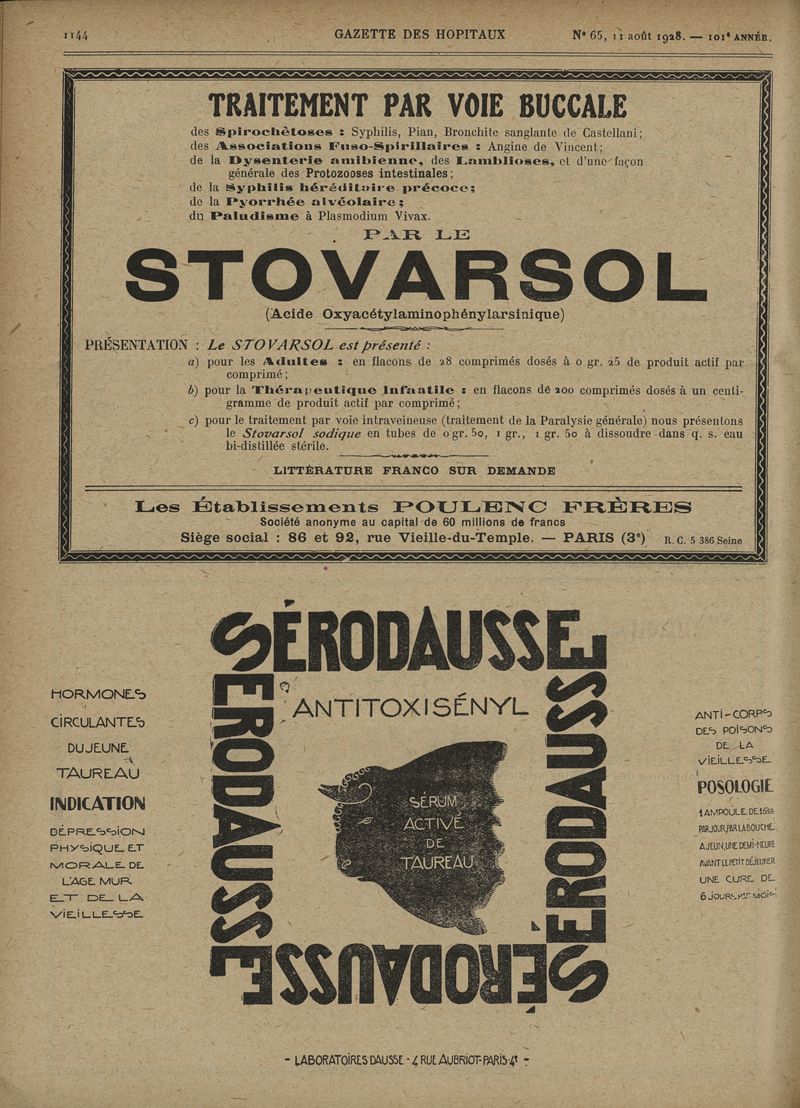 1144 GAZETTE DES HOPITAUX N° 65, 11 août 1928. — 101e ANNÉE.
TRAITEMENT PAR VOIE BUCCALE
des Spirochètoses : Syphilis, Pian, Bronchite sanglante de Castellani;
des Associations Fuso-Spirillaires : Angine de Vincent;
de la Dysenterie amibienne, des Lamblioses, et d'une façon
générale des Protozooses intestinales;
de la Syphilis héréditaire précoce;
de la Pyorrhée alvéolaire;
du Paludisme à Plasmodium Vivax.
PAR LE
STOVARSOL
(Acide Oxyacétylaminophénylarsinique)
PRÉSENTATION : Le STOVARSOL est présenté :
a) pour les Adultes : en flacons de 28 comprimés dosés à 0 gr. 25 de produit actif par
comprimé;
b) pour la Thérapeutique Infantile : en flacons de 200 comprimés dosés à un centi-
gramme de produit actif par comprimé;
c) pour le traitement par voie intraveineuse (traitement de la Paralysie générale) nous présentons
le Stovarsol sodique en tubes de 0 gr. 50, 1 gr., 1 gr. 50 à dissoudre dans q. s. eau
bi-distillée stérile.
LITTÉRATURE FRANCO SUR DEMANDE
Les Établissements POULENC FRÈRES
Société anonyme au capital de 60 millions de francs
Siège social : 86 et 92, rue Vieille-du-Temple. — PARIS (3e) R. C. 5 386 Seine
SÉRODAUSSE
SÉRODAUSSE
SÉRODAUSSE
SÉRODAUSSE
ANTITOXISÉNYL
SÉRUM
ACTIVÉ
DE
TAUREAU
HORMONES
CIRCULANTES
DU JEUNE
TAUREAU
INDICATION
DÉPRESSION
PHYSIQUE ET
MORALE DE
L'AGE MUR
ET DE LA
VIEILLESSE
ANTI-CORPS
DES POISONS
DE LA
VIEILLESSE
POSOLOGIE
1 AMPOULE DE
PAR JOUR, PAR LA BOUCHE
A JEUN, UNE DEMI-HEURE
AVANT LE PETIT DÉJEUNER
UNE CURE DE
6 JOURS PAR MOIS
- LABORATOIRES DAUSSE - 4 RUE AUBRIOT - PARIS 4e -